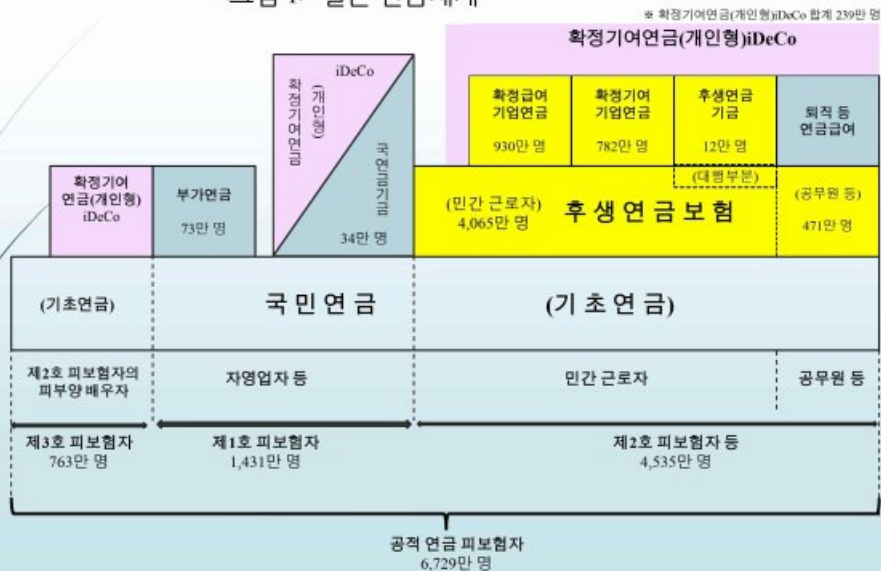 ※ 확정기여연금(개인형)iDeCo 합계 239만 명
확정기여연금(개인형)iDeCo
iDeCo
(개인형)
확정기여연금
국민연금기금
34만 명
확정급여
기업연금
930만 명
확정기여
기업연금
782만 명
후생연금
기금
12만 명
(대행부분)
퇴직 등
연금급여
확정기여
연금(개인형)
iDeCo
부가연금
73만 명
(민간 근로자)
4,065만 명
후생연금보험
(공무원 등)
471만 명
(기초연금)
국 민 연 금
(기 초 연 금)
제2호 피보험자의
피부양 배우자
자영업자 등
민간 근로자
공무원 등
제3호 피보험자
763만 명
제1호 피보험자
1,431만 명
제2호 피보험자 등
4,535만 명
공적 연금 피보험자
6,729만 명